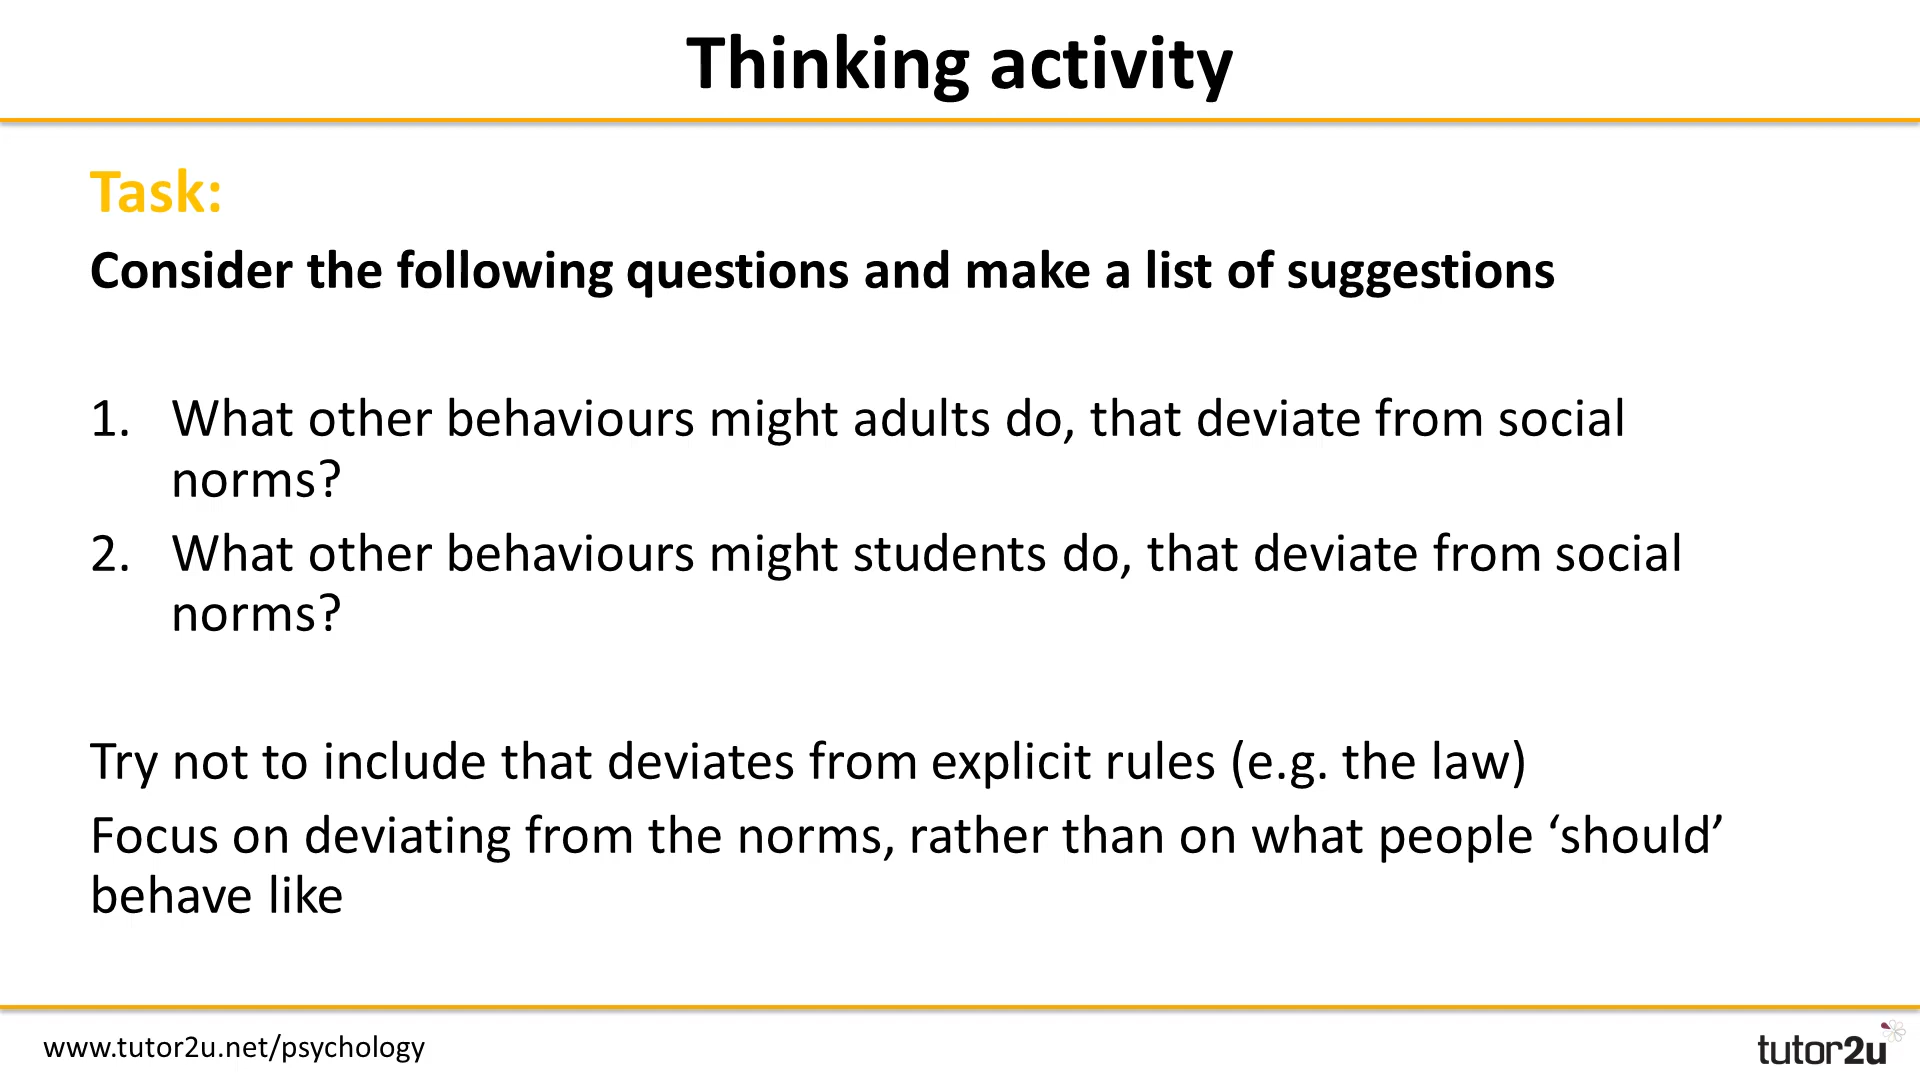 Thinking activity
Task:
Consider the following questions and make a list of suggestions
1. What other behaviours might adults do, that deviate from social
norms?
2. What other behaviours might students do, that deviate from social
norms?
Try not to include that deviates from explicit rules (e.g. the law)
Focus on deviating from the norms, rather than on what people ‘should’
behave like
www.tutor2u.net/psychology
tutor2u